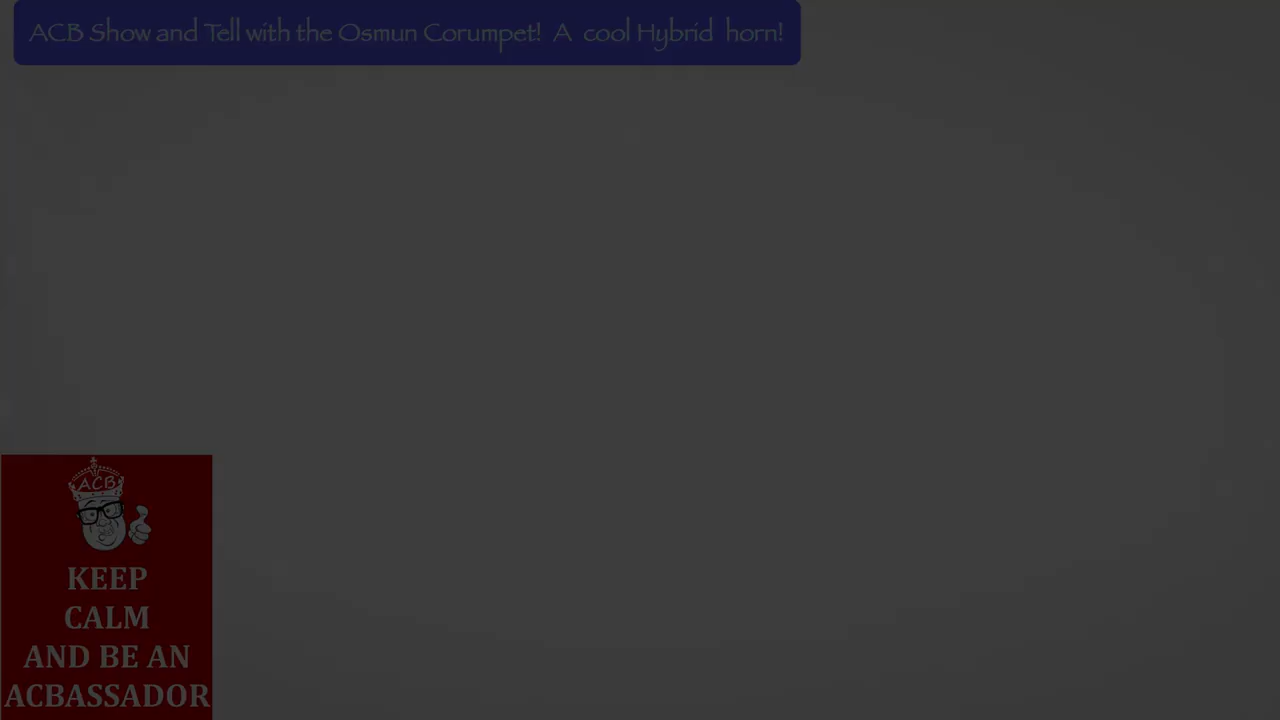 ACB Show and Tell with the Osmun Corumpet! A cool Hybrid horn!
ACB
KEEP
CALM
AND BE AN
ACBASSADOR